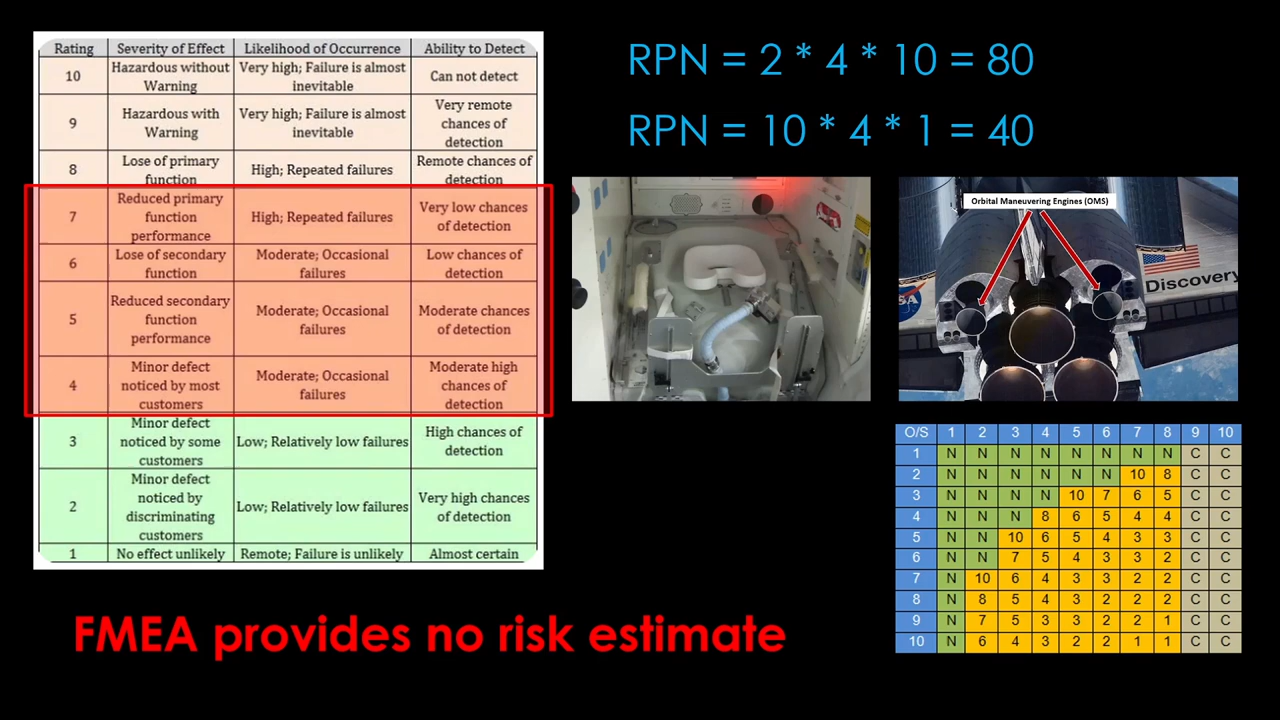 Rating Severity of Effect Likelihood of Occurrence Ability to Detect
10 Hazardous without Warning Very high; Failure is almost inevitable Can not detect
9 Hazardous with Warning Very high; Failure is almost inevitable Very remote chances of detection
8 Lose of primary function High; Repeated failures Remote chances of detection
7 Reduced primary function performance High; Repeated failures Very low chances of detection
6 Lose of secondary function Moderate; Occasional failures Low chances of detection
5 Reduced secondary function performance Moderate; Occasional failures Moderate chances of detection
4 Minor defect noticed by most customers Moderate; Occasional failures Moderate high chances of detection
3 Minor defect noticed by some customers Low; Relatively low failures High chances of detection
2 Minor defect noticed by discriminating customers Low; Relatively low failures Very high chances of detection
1 No effect unlikely Remote; Failure is unlikely Almost certain
RPN = 2 * 4 * 10 = 80
RPN = 10 * 4 * 1 = 40
Orbital Maneuvering Engines (OMS)
NASA
Discovery
O/S 1 2 3 4 5 6 7 8 9 10
1 N N N N N N N N C C
2 N N N N N N 10 8 C C
3 N N N N 10 7 6 5 C C
4 N N N 8 6 5 4 4 C C
5 N N 10 6 5 4 3 3 C C
6 N N 7 5 4 3 3 2 C C
7 N 10 6 4 3 3 2 2 C C
8 N 8 5 4 3 2 2 2 C C
9 N 7 5 3 3 2 2 1 C C
10 N 6 4 3 2 2 1 1 C C
FMEA provides no risk estimate